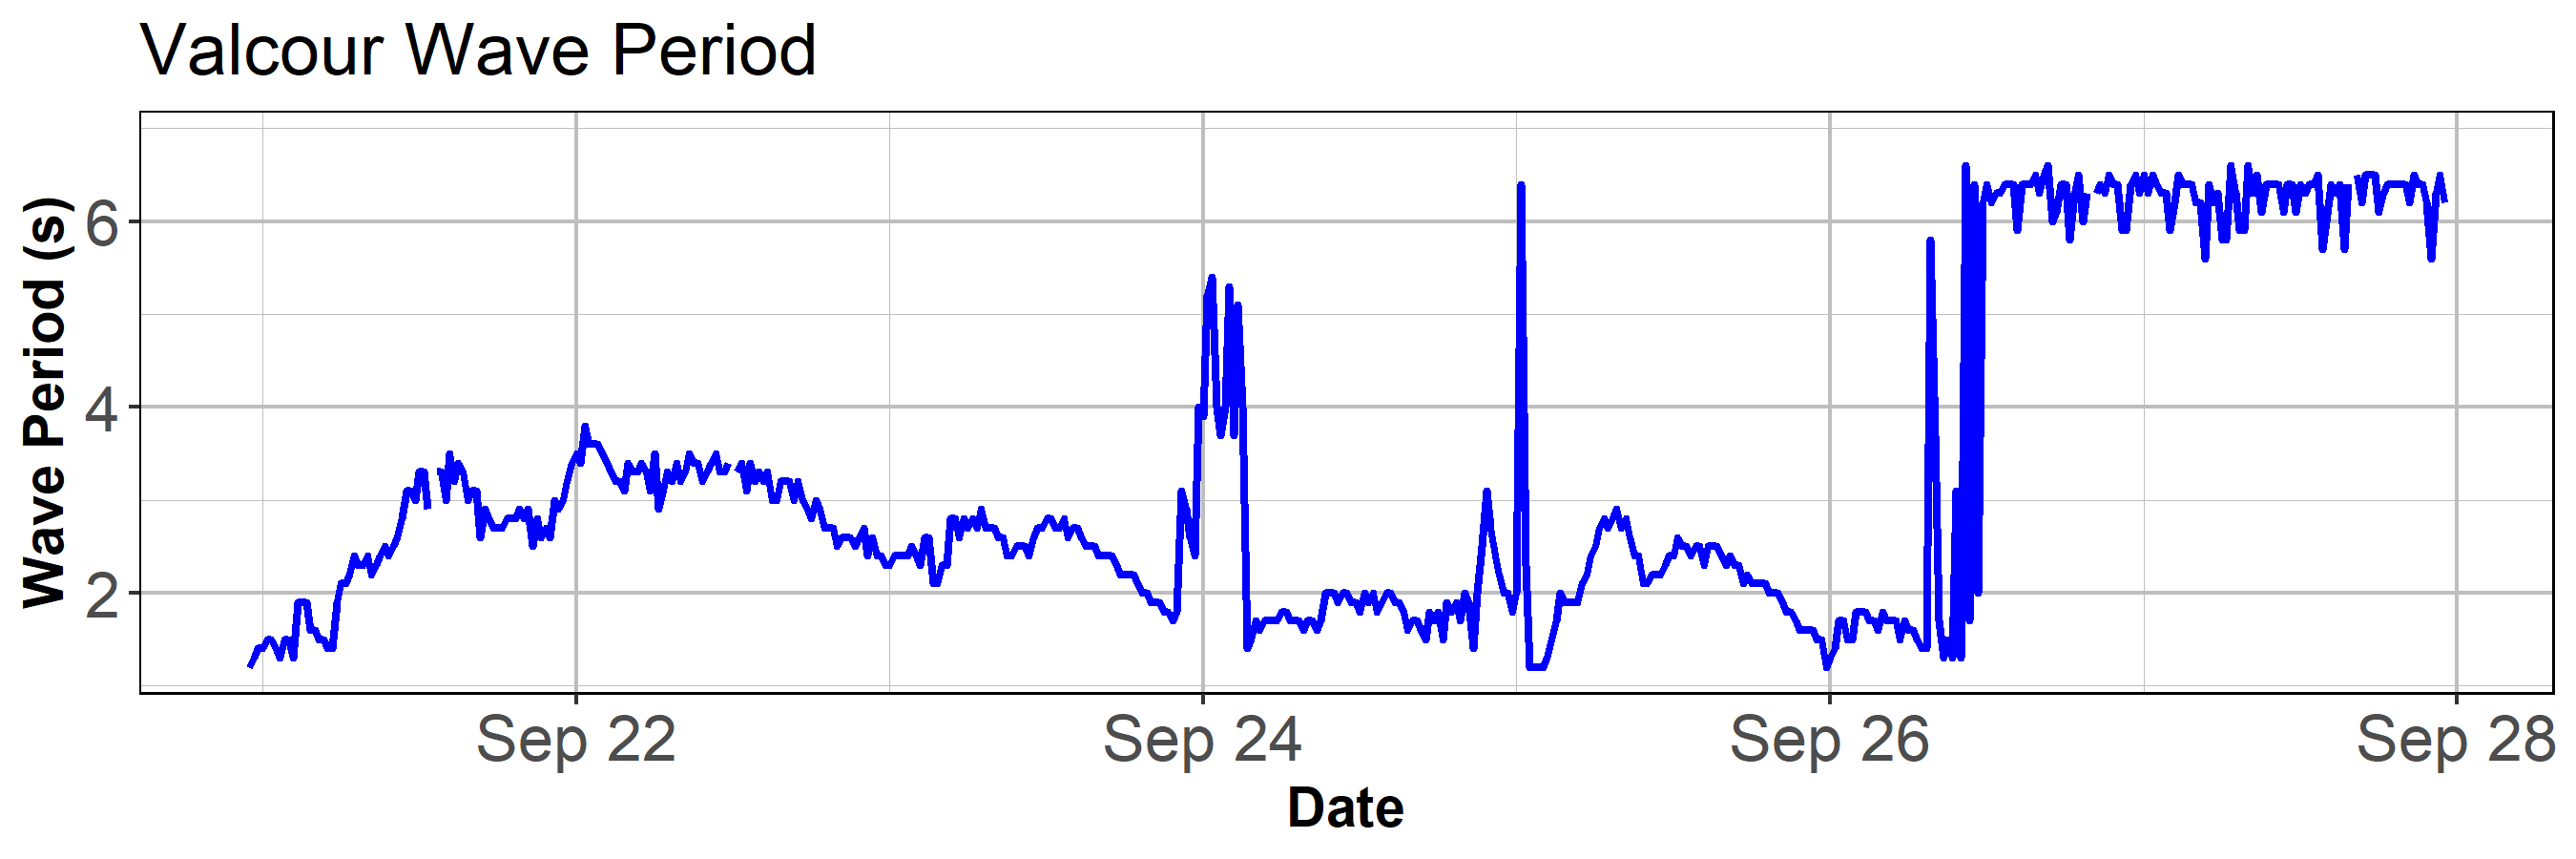 Valcour Wave Period
Wave Period (s)
6
4
2
Sep 22 Sep 24 Sep 26 Sep 28
Date